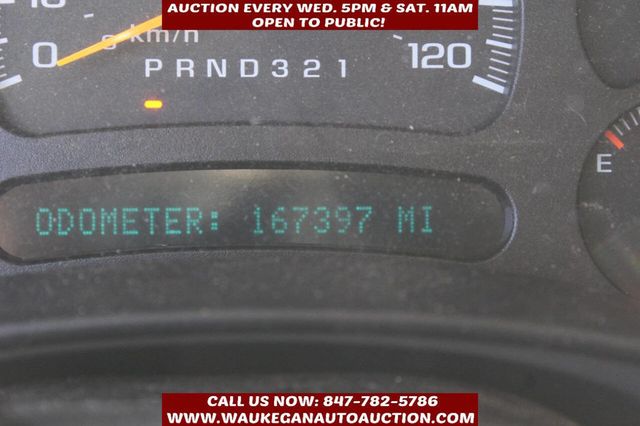 AUCTION EVERY WED. 5PM & SAT. 11AM
OPEN TO PUBLIC!
0 km/h 120
PRND321
E
ODOMETER: 167397 MI
CALL US NOW: 847-782-5786
WWW.WAUKEGANAUTOAUCTION.COM